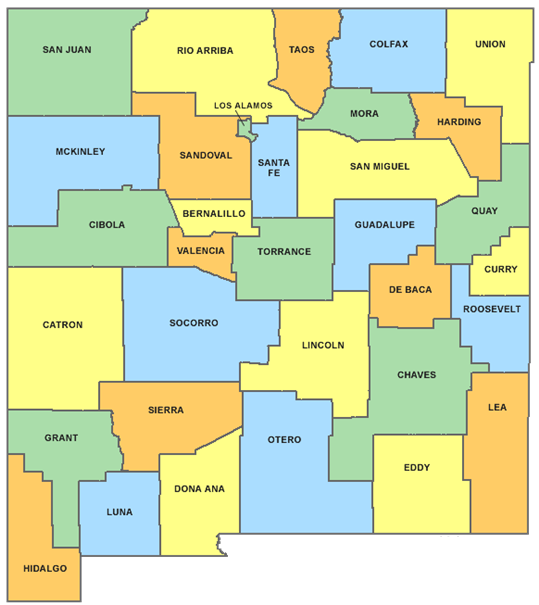 SAN JUAN
RIO ARRIBA
TAOS
COLFAX
UNION
LOS ALAMOS
MORA
HARDING
MCKINLEY
SANDOVAL
SANTA
FE
SAN MIGUEL
CIBOLA
BERNALILLO
GUADALUPE
QUAY
VALENCIA
TORRANCE
CURRY
DE BACA
ROOSEVELT
CATRON
SOCORRO
LINCOLN
CHAVES
SIERRA
LEA
GRANT
OTERO
EDDY
DONA ANA
LUNA
HIDALGO